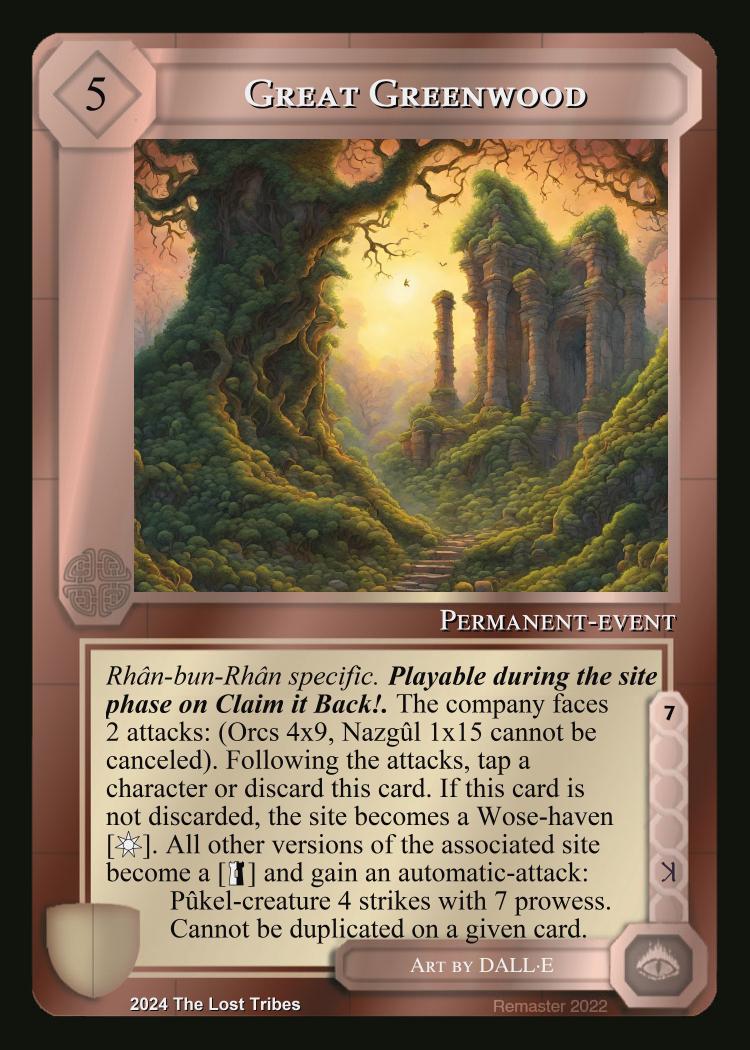 5
Great Greenwood
Permanent-event
Rhân-bun-Rhân specific. Playable during the site
phase on Claim it Back!. The company faces
2 attacks: (Orcs 4x9, Nazgûl 1x15 cannot be
canceled). Following the attacks, tap a
character or discard this card. If this card is
not discarded, the site becomes a Wose-haven
[]. All other versions of the associated site
become a [] and gain an automatic-attack:
Pûkel-creature 4 strikes with 7 prowess.
Cannot be duplicated on a given card.
7
Art by DALL·E
2024 The Lost Tribes
Remaster 2022